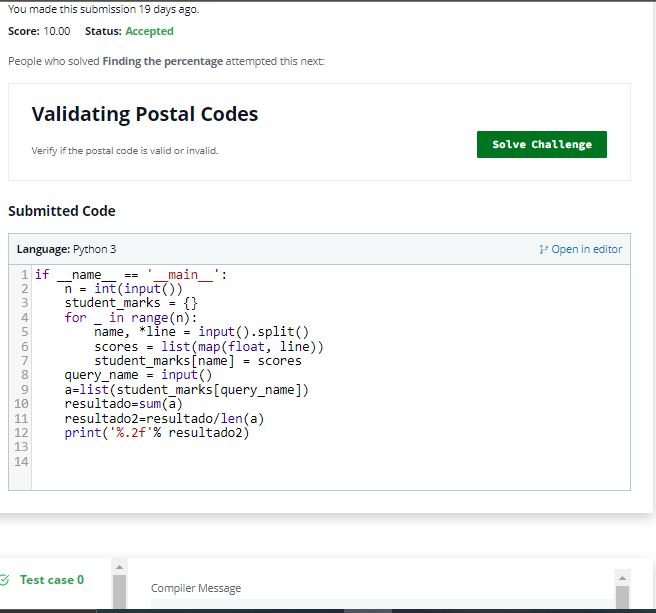 You made this submission 19 days ago.
Score: 10.00 Status: Accepted
People who solved Finding the percentage attempted this next:
Validating Postal Codes
Verify if the postal code is valid or invalid.
Solve Challenge
Submitted Code
Language: Python 3
Open in editor
1 if __name__ == '__main__':
2     n = int(input())
3     student_marks = {}
4     for _ in range(n):
5         name, *line = input().split()
6         scores = list(map(float, line))
7         student_marks[name] = scores
8     query_name = input()
9     a=list(student_marks[query_name])
10     resultado=sum(a)
11     resultado2=resultado/len(a)
12     print('%.2f'% resultado2)
13
14
Test case 0
Compiler Message